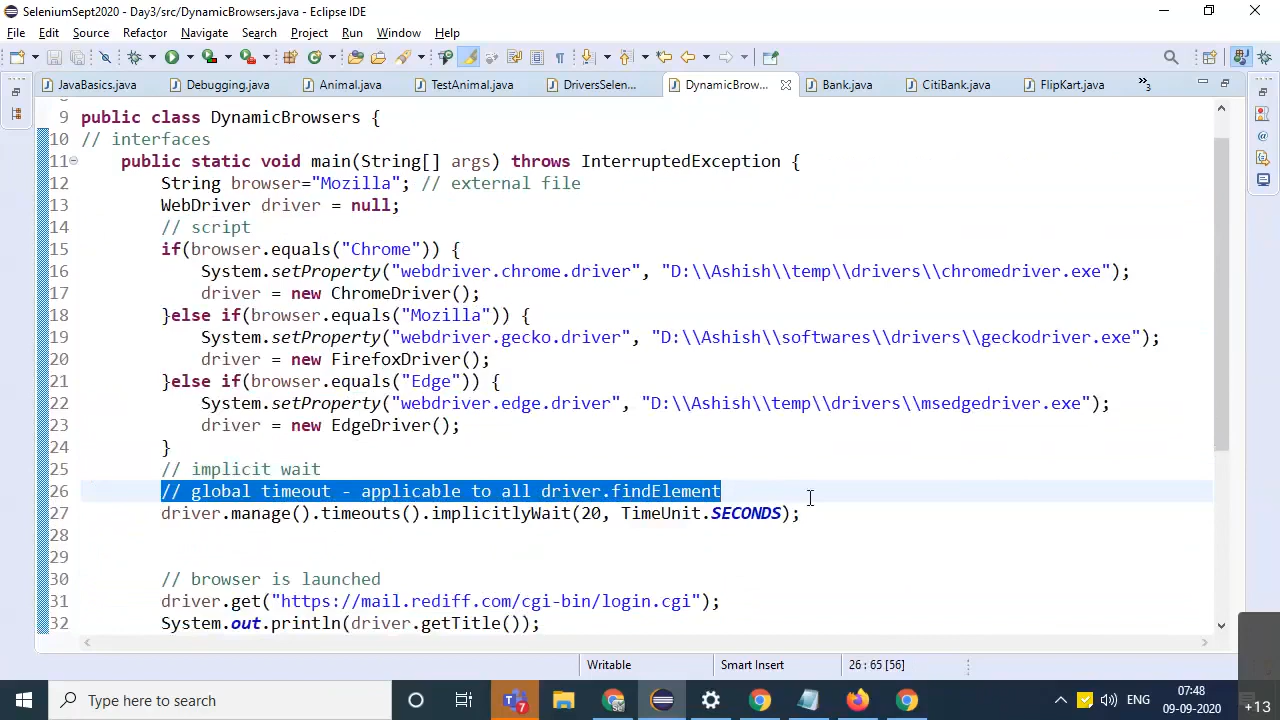 SeleniumSept2020 - Day3/src/DynamicBrowsers.java - Eclipse IDE
File Edit Source Refactor Navigate Search Project Run Window Help
JavaBasics.java Debugging.java Animal.java TestAnimal.java DriversSelen... DynamicBrow... Bank.java CitiBank.java FlipKart.java »3
9 public class DynamicBrowsers {
10 // interfaces
11 public static void main(String[] args) throws InterruptedException {
12 String browser="Mozilla"; // external file
13 WebDriver driver = null;
14 // script
15 if(browser.equals("Chrome")) {
16 System.setProperty("webdriver.chrome.driver", "D:\\Ashish\\temp\\drivers\\chromedriver.exe");
17 driver = new ChromeDriver();
18 }else if(browser.equals("Mozilla")) {
19 System.setProperty("webdriver.gecko.driver", "D:\\Ashish\\softwares\\drivers\\geckodriver.exe");
20 driver = new FirefoxDriver();
21 }else if(browser.equals("Edge")) {
22 System.setProperty("webdriver.edge.driver", "D:\\Ashish\\temp\\drivers\\msedgedriver.exe");
23 driver = new EdgeDriver();
24 }
25 // implicit wait
26 // global timeout - applicable to all driver.findElement
27 driver.manage().timeouts().implicitlyWait(20, TimeUnit.SECONDS);
28
29
30 // browser is launched
31 driver.get("https://mail.rediff.com/cgi-bin/login.cgi");
32 System.out.println(driver.getTitle());
Writable Smart Insert 26 : 65 [56]
Type here to search 7 ENG 07:48
09-09-2020 +13